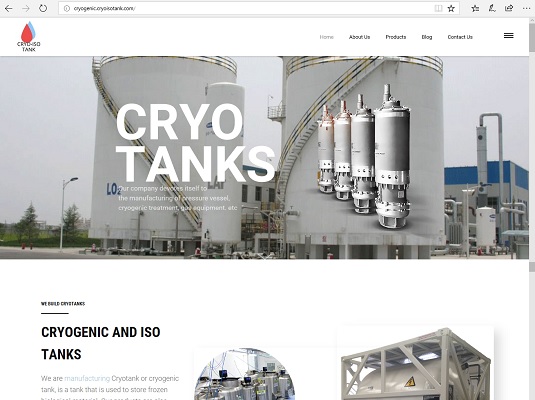 cryogenic.cryoisotank.com/
CRYO-ISO
TANK
Home About Us Products Blog Contact Us
CRYO
TANKS
Our company devotes itself to
the manufacturing of pressure vessel,
cryogenic treatment, gas equipment, etc
WE BUILD CRYOTANKS
CRYOGENIC AND ISO
TANKS
We are manufacturing Cryotank or cryogenic
tank, is a tank that is used to store frozen